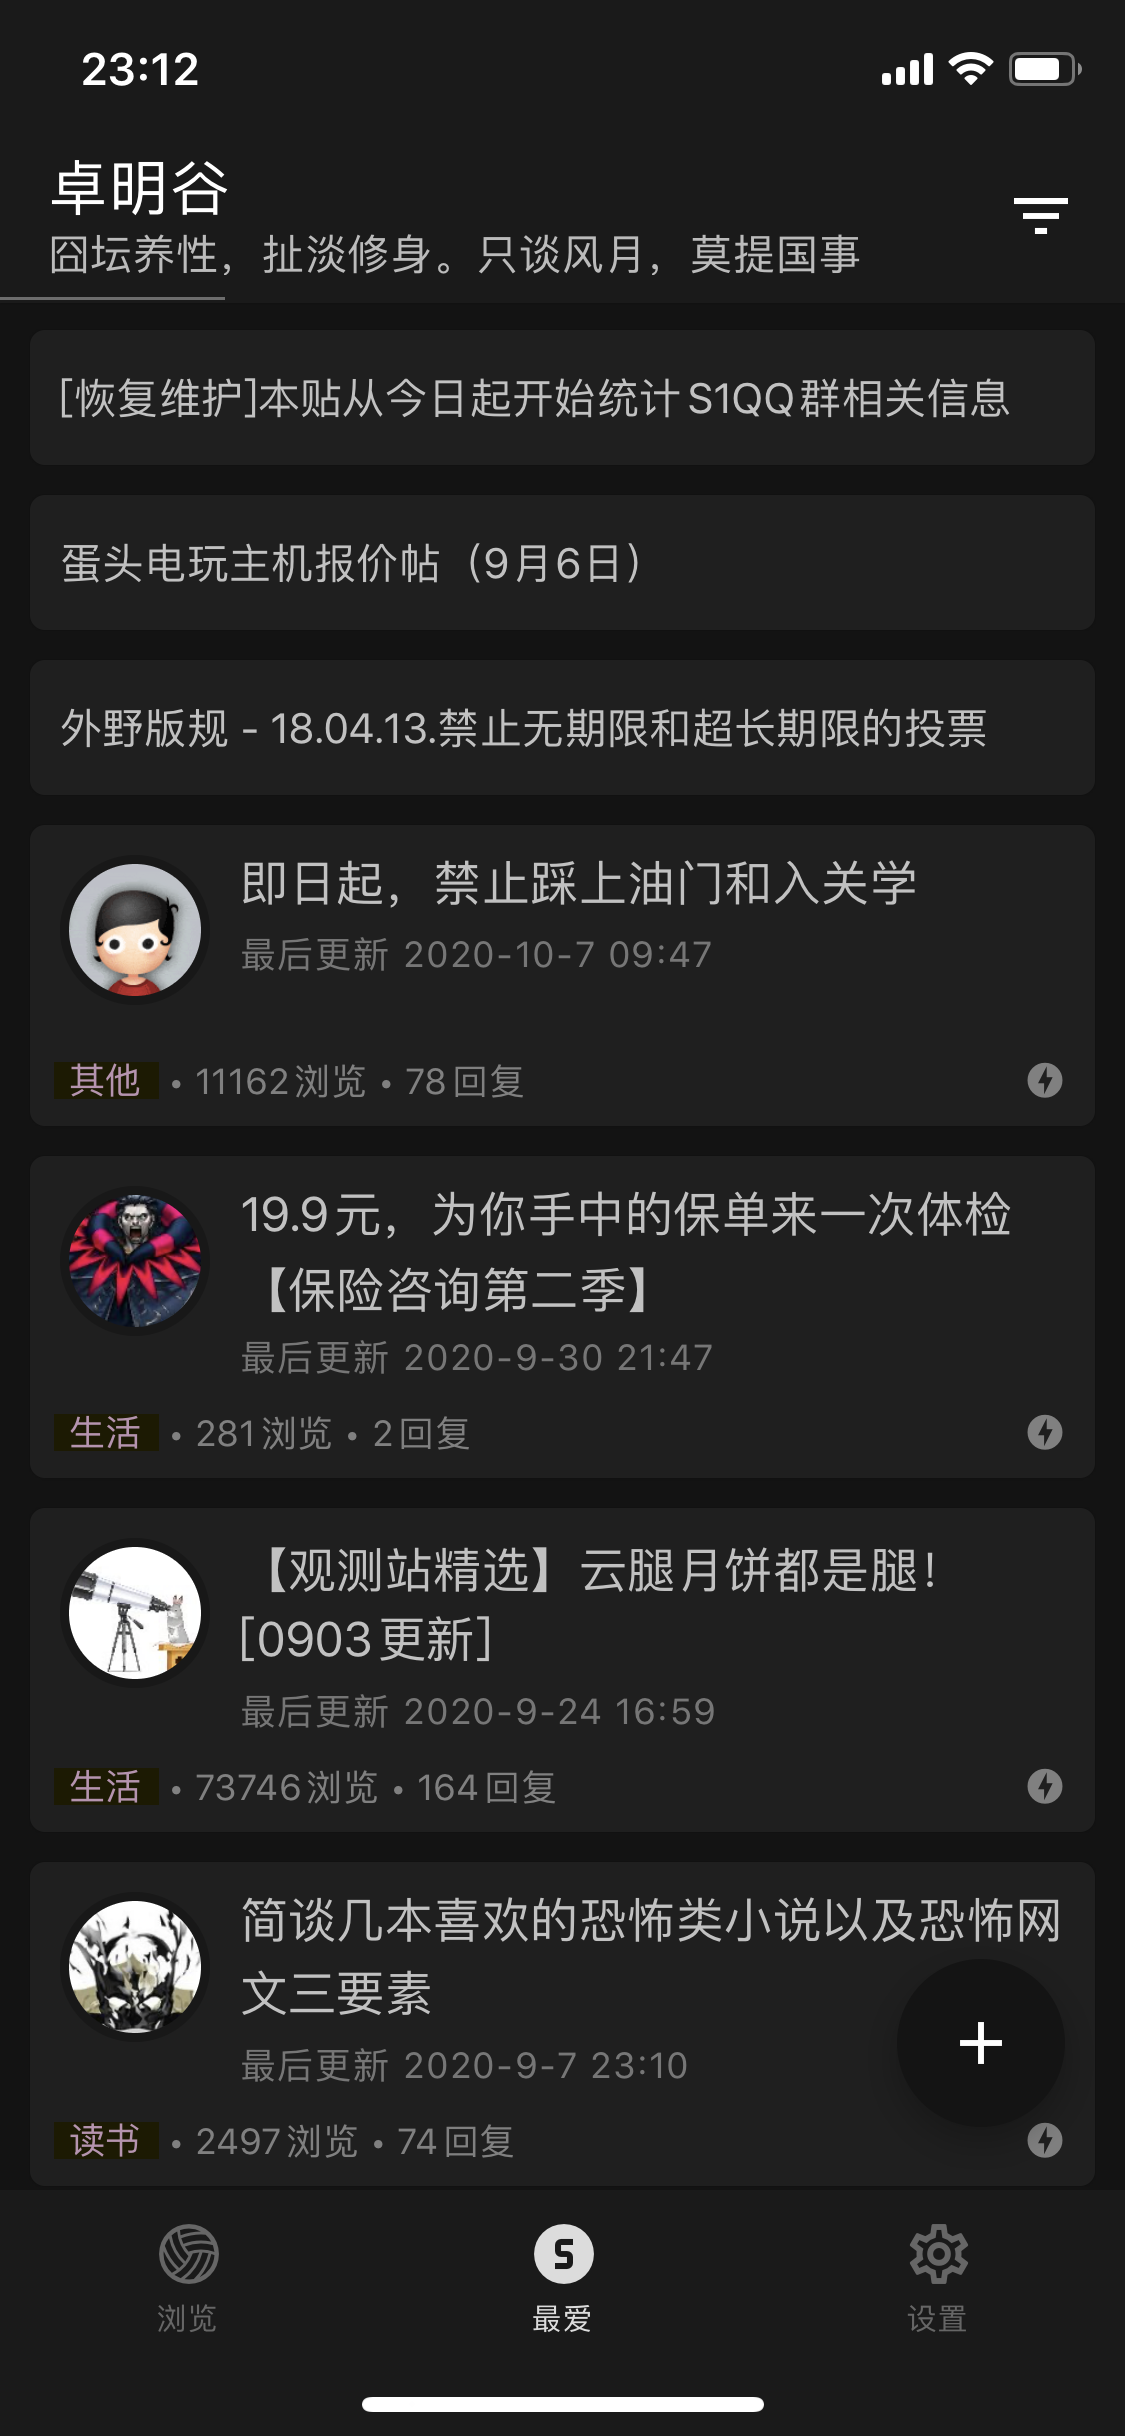 23:12
卓明谷
囧坛养性，扯淡修身。只谈风月，莫提国事
[恢复维护]本贴从今日起开始统计S1QQ群相关信息
蛋头电玩主机报价帖（9月6日）
外野版规 - 18.04.13.禁止无期限和超长期限的投票
即日起，禁止踩上油门和入关学
最后更新 2020-10-7 09:47
其他 • 11162浏览 • 78回复
19.9元，为你手中的保单来一次体检
【保险咨询第二季】
最后更新 2020-9-30 21:47
生活 • 281浏览 • 2回复
【观测站精选】云腿月饼都是腿！
[0903更新]
最后更新 2020-9-24 16:59
生活 • 73746浏览 • 164回复
简谈几本喜欢的恐怖类小说以及恐怖网
文三要素
最后更新 2020-9-7 23:10
读书 • 2497浏览 • 74回复
浏览 最爱 设置